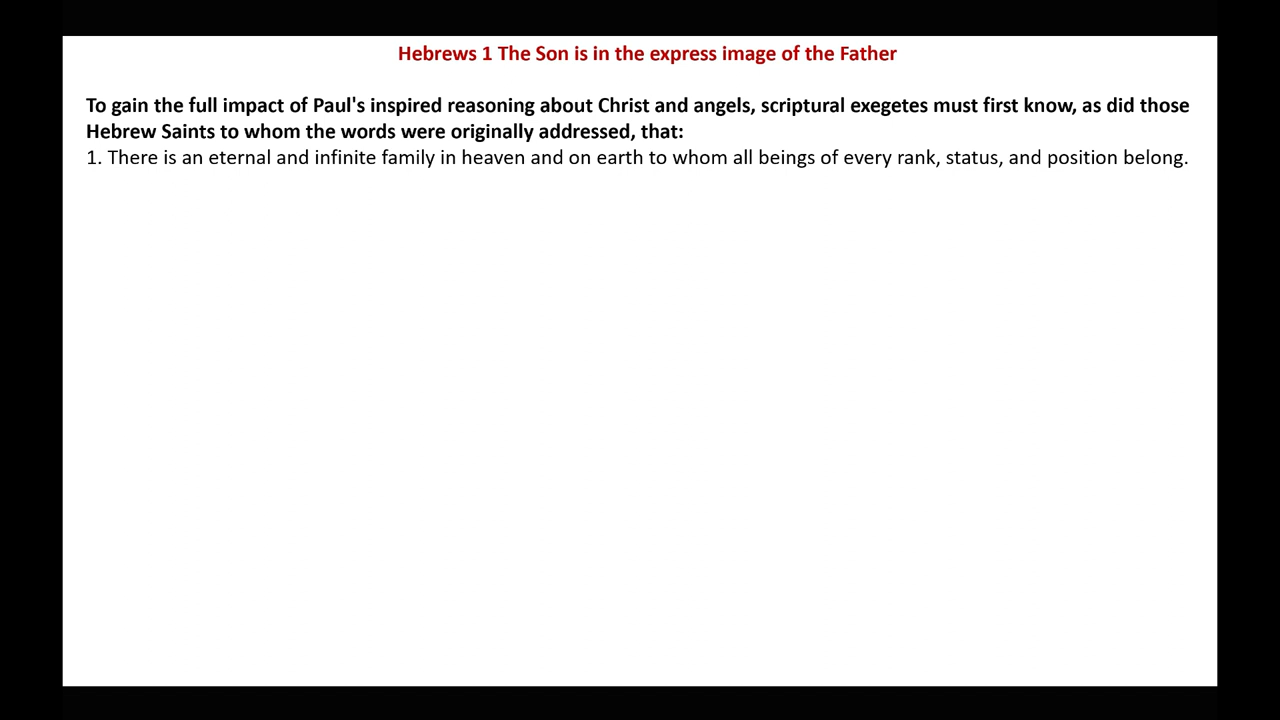 Hebrews 1 The Son is in the express image of the Father
To gain the full impact of Paul's inspired reasoning about Christ and angels, scriptural exegetes must first know, as did those
Hebrew Saints to whom the words were originally addressed, that:
1. There is an eternal and infinite family in heaven and on earth to whom all beings of every rank, status, and position belong.